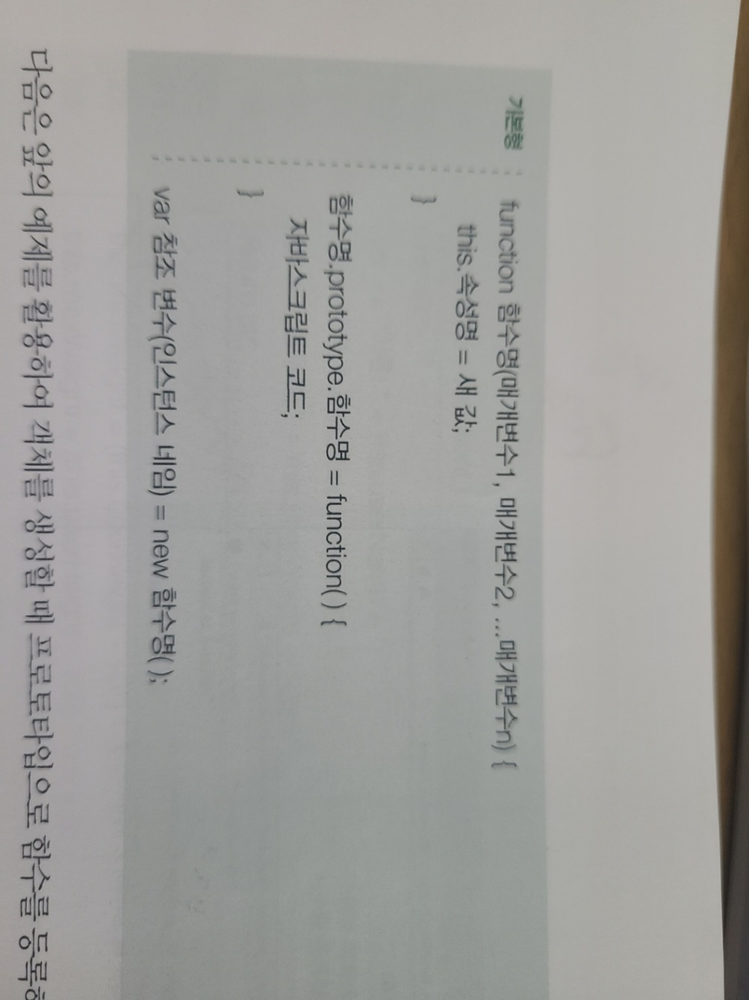 기본형
function 함수명(매개변수1, 매개변수2, ...매개변수n) {
this.속성명 = 새 값;
}
함수명.prototype.함수명 = function( ) {
자바스크립트 코드;
}
var 참조 변수(인스턴스 네임) = new 함수명( );
다음은 앞의 예제를 활용하여 객체를 생성할 때 프로토타입으로 함수를 등록